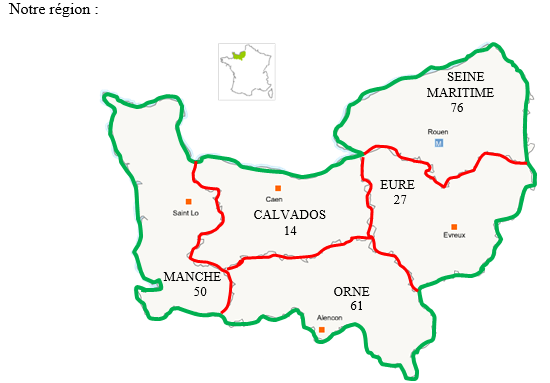 Notre région :
SEINE
MARITIME
76
Rouen
M
EURE
27
Caen
CALVADOS
14
Saint Lo
Evreux
MANCHE
50
ORNE
61
Alencon